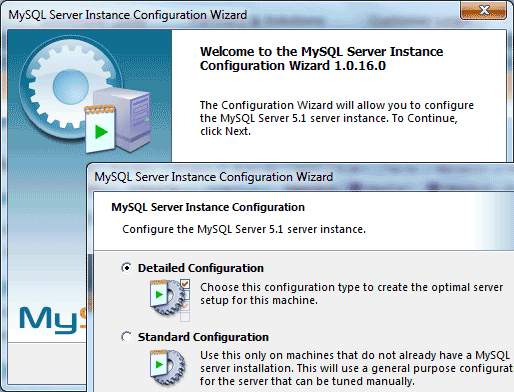 MySQL Server Instance Configuration Wizard
Welcome to the MySQL Server Instance
Configuration Wizard 1.0.16.0
The Configuration Wizard will allow you to configure
the MySQL Server 5.1 server instance. To Continue,
click Next.
MySQL Server Instance Configuration Wizard
MySQL Server Instance Configuration
Configure the MySQL Server 5.1 server instance.
Detailed Configuration
Choose this configuration type to create the optimal server
setup for this machine.
My
Standard Configuration
Use this only on machines that do not already have a MySQL
server installation. This will use a general purpose configurat
for the server that can be tuned manually.